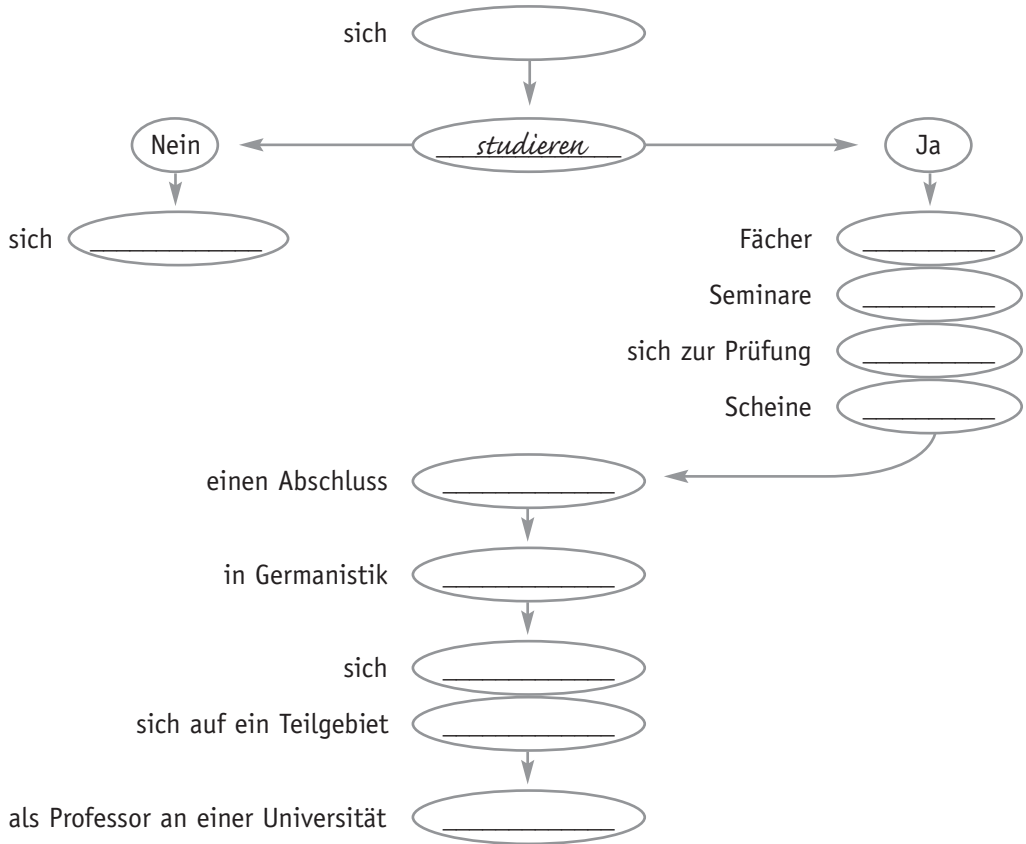 sich
Nein
studieren
Ja
sich
Fächer
Seminare
sich zur Prüfung
Scheine
einen Abschluss
in Germanistik
sich
sich auf ein Teilgebiet
als Professor an einer Universität